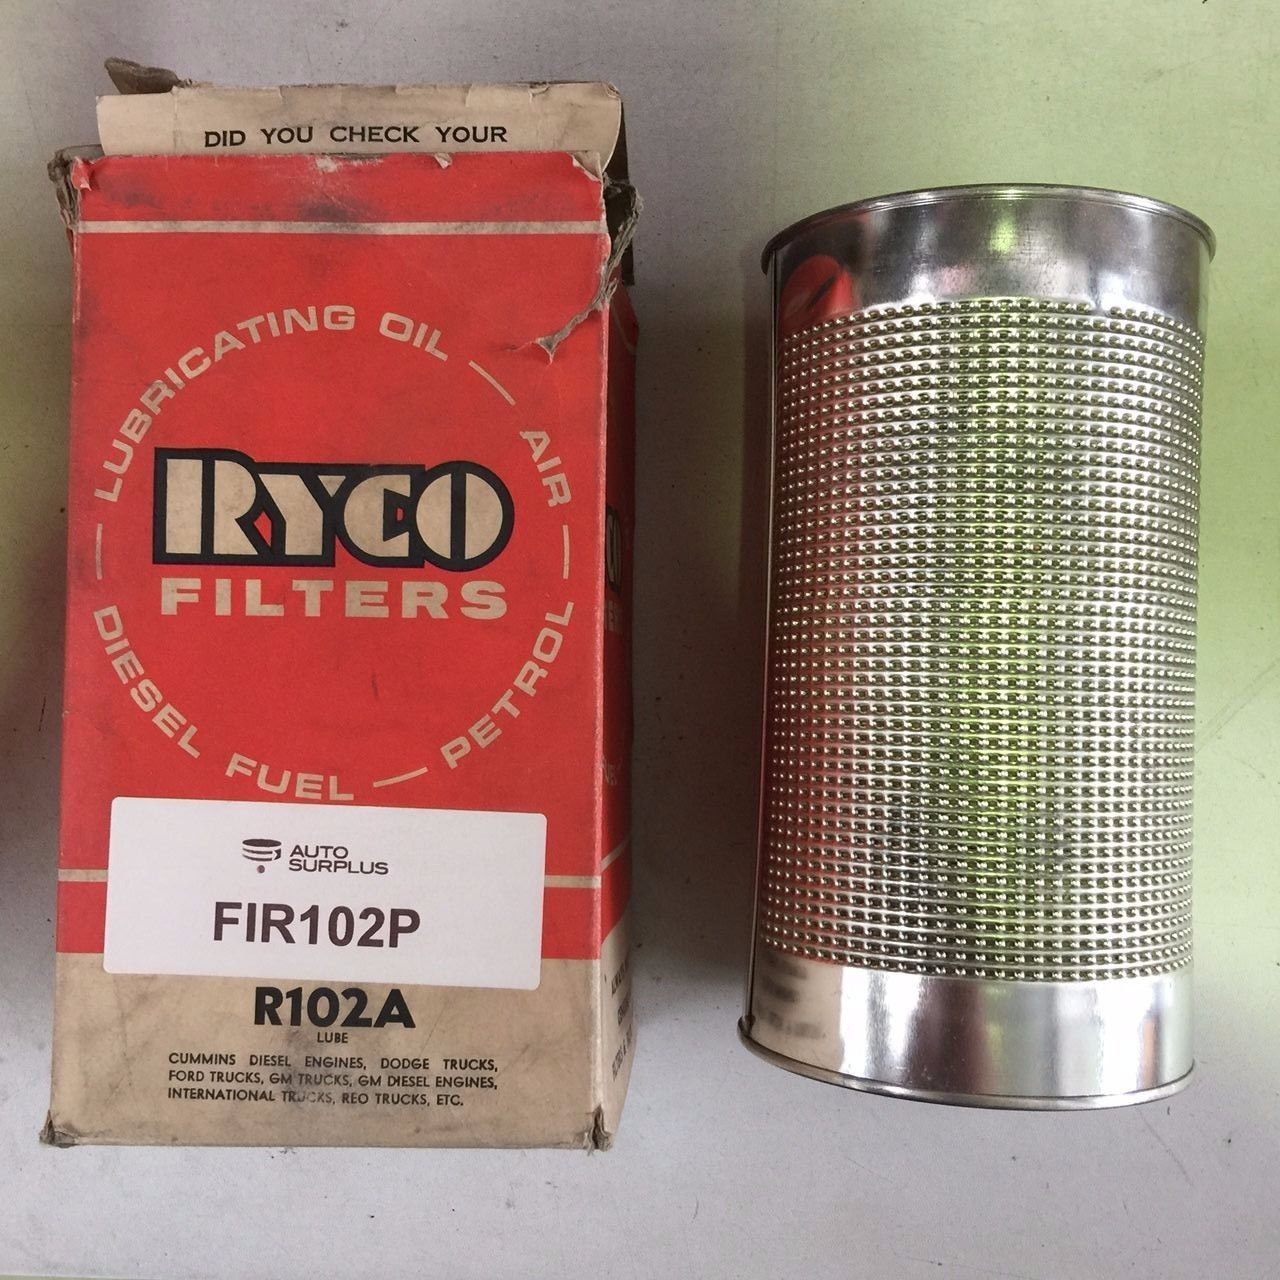 DID YOU CHECK YOUR
LUBRICATING OIL — AIR — PETROL — DIESEL FUEL —
RYCO
FILTERS
AUTO
SURPLUS
FIR102P
R102A
LUBE
CUMMINS DIESEL ENGINES, DODGE TRUCKS,
FORD TRUCKS, GM TRUCKS, GM DIESEL ENGINES,
INTERNATIONAL TRUCKS, REO TRUCKS, ETC.